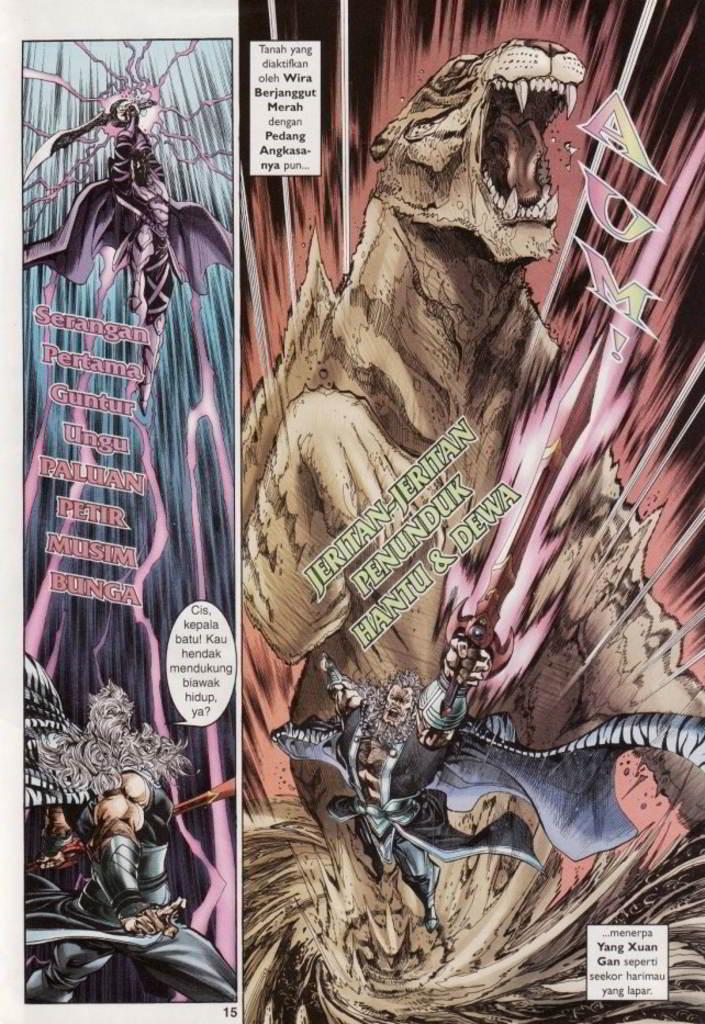 Serangan
Pertama
Guntur
Ungu
PALUAN
PETIR
MUSIM
BUNGA
Cis,
kepala
batu! Kau
hendak
mendukung
biawak
hidup,
ya?
Tanah yang
diaktifkan
oleh Wira
Berjanggut
Merah
dengan
Pedang
Angkasa-
nya pun...
AUM!
JERITAN-JERITAN
PENUNDUK
HANTU & DEWA
...menerpa
Yang Xuan
Gan seperti
seekor harimau
yang lapar.
15